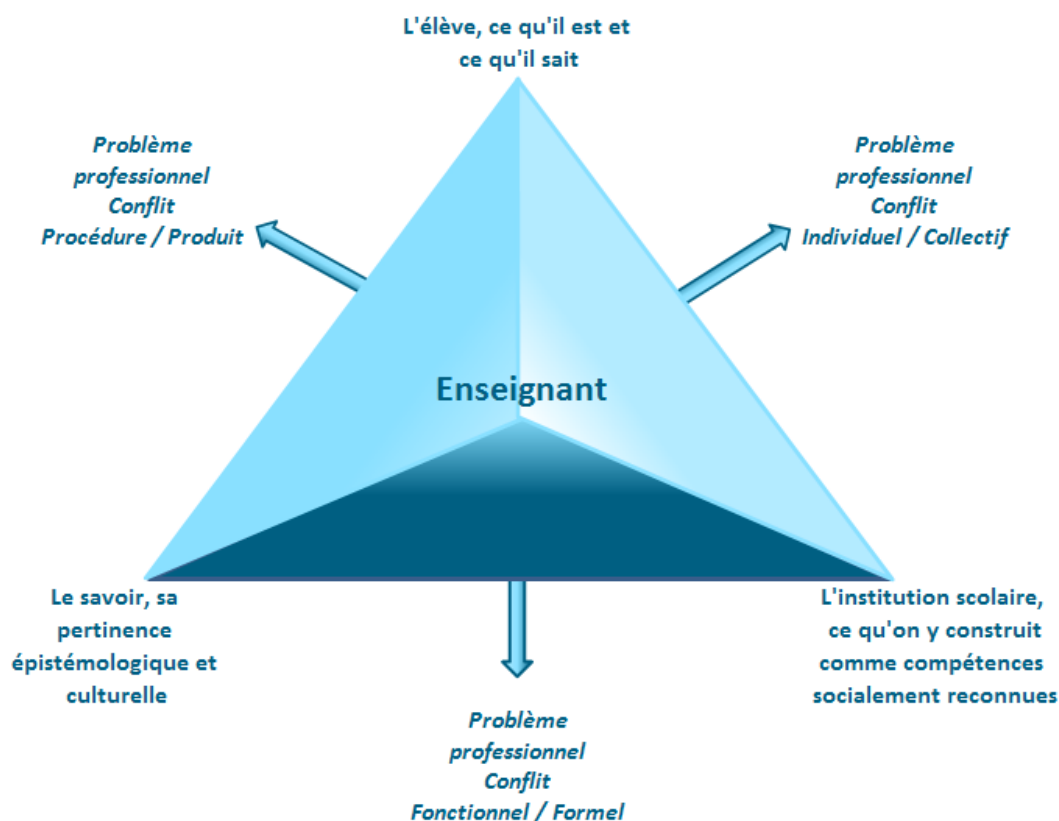 L'élève, ce qu'il est et
ce qu'il sait
Problème
professionnel
Conflit
Procédure / Produit
Problème
professionnel
Conflit
Individuel / Collectif
Enseignant
Le savoir, sa
pertinence
épistémologique et
culturelle
L'institution scolaire,
ce qu'on y construit
comme compétences
socialement reconnues
Problème
professionnel
Conflit
Fonctionnel / Formel